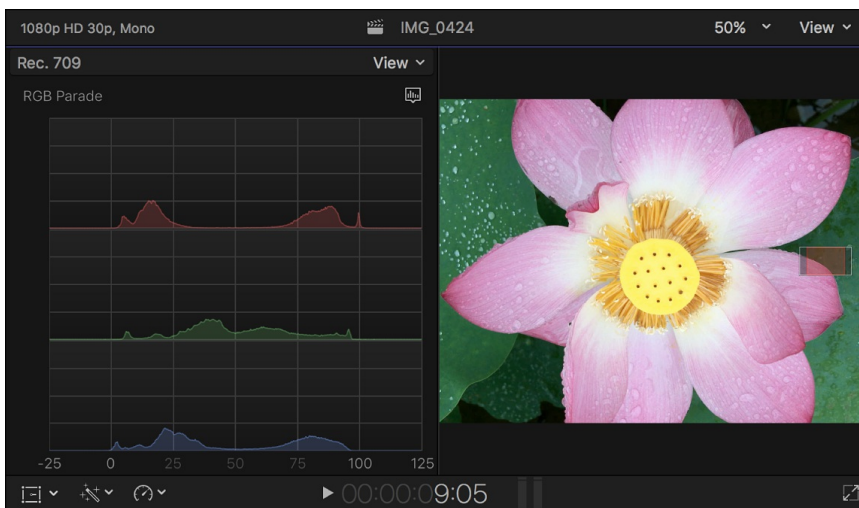 1080p HD 30p, Mono
IMG_0424
50%
View
Rec. 709
View
RGB Parade
-25 0 25 50 75 100 125
00:00:09:05